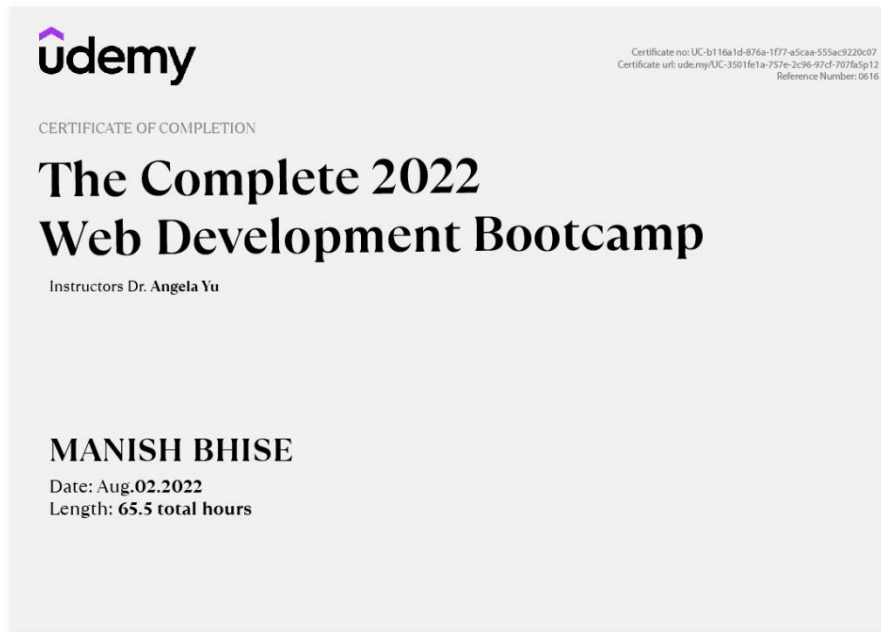 udemy
Certificate no: UC-b116a1d-876a-1f77-a5caa-555ac9220c07
Certificate url: ude.my/UC-3501fe1a-757e-2c96-97cf-707fa5p12
Reference Number: 0616
CERTIFICATE OF COMPLETION
The Complete 2022
Web Development Bootcamp
Instructors Dr. Angela Yu
MANISH BHISE
Date: Aug.02.2022
Length: 65.5 total hours